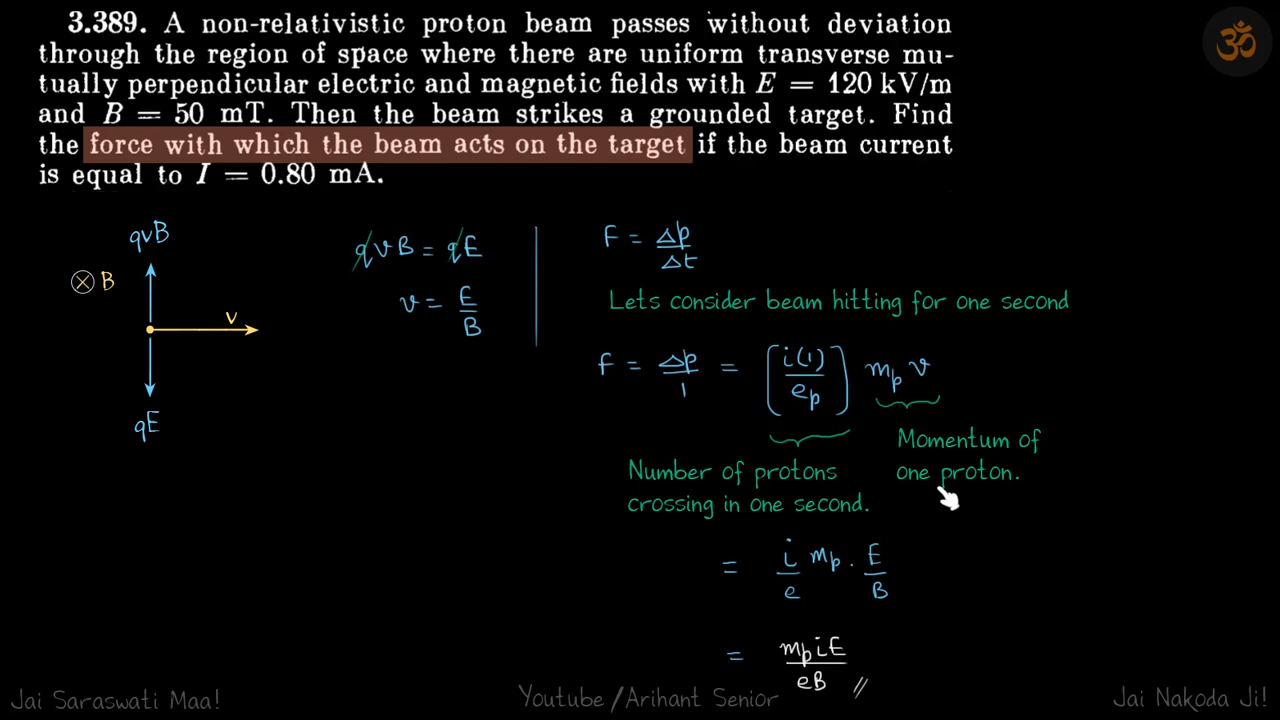 3.389. A non-relativistic proton beam passes without deviation
through the region of space where there are uniform transverse mu-
tually perpendicular electric and magnetic fields with E = 120 kV/m
and B = 50 mT. Then the beam strikes a grounded target. Find
the force with which the beam acts on the target if the beam current
is equal to I = 0.80 mA.
ॐ
qvB
⊗ B
v
qE
qvB = qE
v = E/B
F = Δp/Δt
Lets consider beam hitting for one second
F = Δp/1 = [i(1)/e_p] m_p v
Number of protons
crossing in one second.
Momentum of
one proton.
= i/e m_p . E/B
= m_p i E / eB //
Jai Saraswati Maa!
Youtube /Arihant Senior
Jai Nakoda Ji!